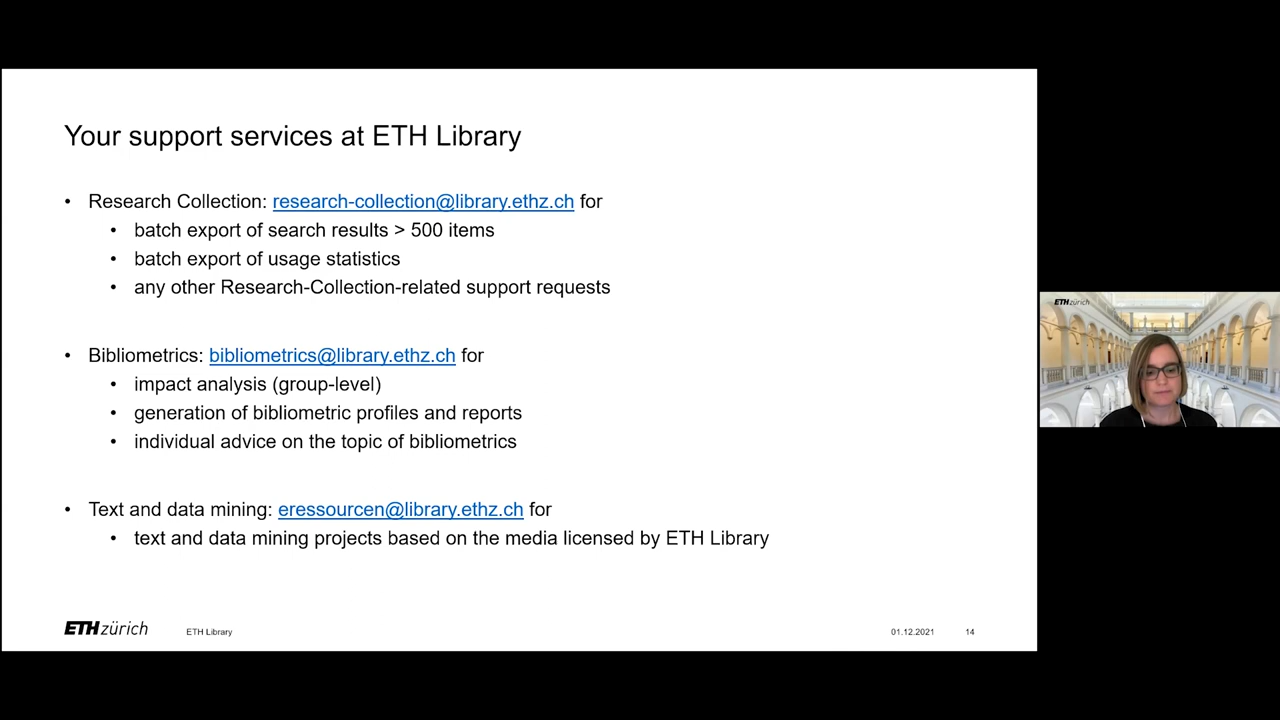 Your support services at ETH Library
• Research Collection: research-collection@library.ethz.ch for
• batch export of search results > 500 items
• batch export of usage statistics
• any other Research-Collection-related support requests
• Bibliometrics: bibliometrics@library.ethz.ch for
• impact analysis (group-level)
• generation of bibliometric profiles and reports
• individual advice on the topic of bibliometrics
• Text and data mining: eressourcen@library.ethz.ch for
• text and data mining projects based on the media licensed by ETH Library
ETH zürich
ETH Library
01.12.2021
14
ETH zürich